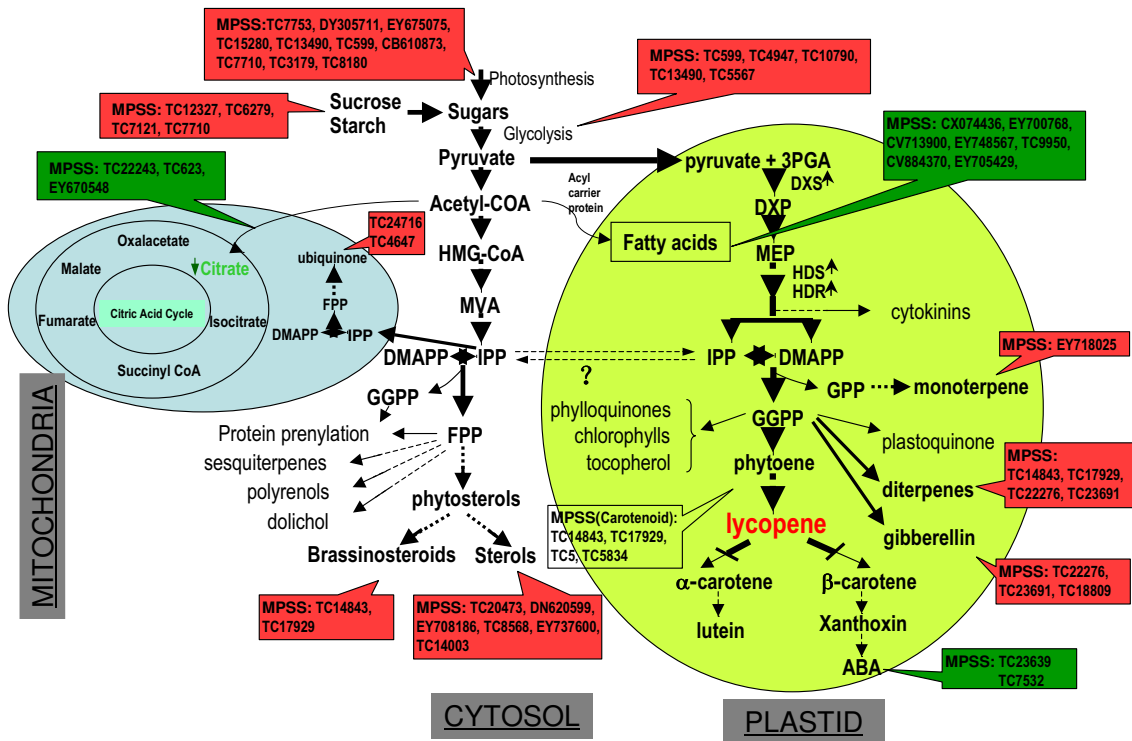 MPSS:TC7753, DY305711, EY675075,
TC15280, TC13490, TC599, CB610873,
TC7710, TC3179, TC8180
MPSS: TC599, TC4947, TC10790,
TC13490, TC5567
Photosynthesis
MPSS: TC12327, TC6279,
TC7121, TC7710
Sucrose
Starch
Sugars
Glycolysis
MPSS: CX074436, EY700768,
CV713900, EY748567, TC9950,
CV884370, EY705429,
MPSS: TC22243, TC623,
EY670548
Pyruvate
pyruvate + 3PGA
DXS
Acyl
carrier
protein
Acetyl-COA
DXP
TC24716
TC4647
Fatty acids
Oxalacetate
ubiquinone
HMG-CoA
MEP
Malate
Citrate
HDS
HDR
FPP
MVA
cytokinins
Citric Acid Cycle
Fumarate
Isocitrate
DMAPP
IPP
DMAPP
IPP
IPP
DMAPP
MPSS: EY718025
Succinyl CoA
?
GPP
monoterpene
GGPP
phylloquinones
chlorophylls
tocopherol
GGPP
Protein prenylation
FPP
plastoquinone
sesquiterpenes
phytoene
MPSS:
TC14843, TC17929,
TC22276, TC23691
polyrenols
diterpenes
dolichol
phytosterols
MPSS(Carotenoid):
TC14843, TC17929,
TC5, TC5834
lycopene
gibberellin
Brassinosteroids
Sterols
α-carotene
β-carotene
MPSS: TC22276,
TC23691, TC18809
MPSS: TC14843,
TC17929
MPSS: TC20473, DN620599,
EY708186, TC8568, EY737600,
TC14003
lutein
Xanthoxin
ABA
MPSS: TC23639
TC7532
MITOCHONDRIA
CYTOSOL
PLASTID